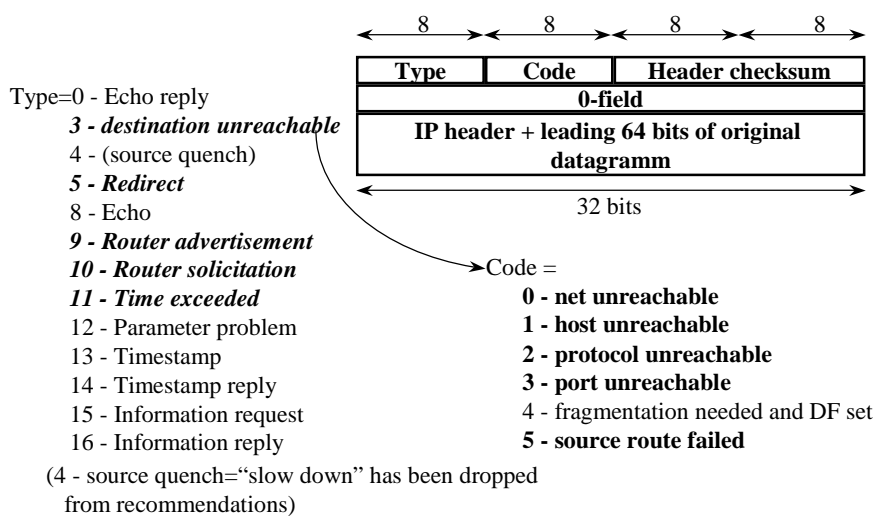 8 8 8 8
Type Code Header checksum
0-field
IP header + leading 64 bits of original
datagramm
32 bits
Type=0 - Echo reply
3 - destination unreachable
4 - (source quench)
5 - Redirect
8 - Echo
9 - Router advertisement
10 - Router solicitation
11 - Time exceeded
12 - Parameter problem
13 - Timestamp
14 - Timestamp reply
15 - Information request
16 - Information reply
(4 - source quench=“slow down” has been dropped
from recommendations)
Code =
0 - net unreachable
1 - host unreachable
2 - protocol unreachable
3 - port unreachable
4 - fragmentation needed and DF set
5 - source route failed